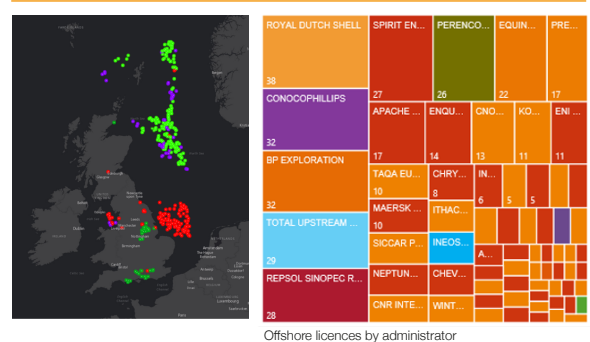 ROYAL DUTCH SHELL
38
CONOCOPHILLIPS
32
BP EXPLORATION
32
TOTAL UPSTREAM ...
29
REPSOL SINOPEC R...
28
SPIRIT EN...
27
PERENCO...
26
EQUIN...
22
PRE...
17
APACHE ...
17
ENQU...
14
CNO...
13
KO...
11
ENI ...
11
TAQA EU...
10
MAERSK ...
10
SICCAR P...
NEPTUN...
CNR INTE...
CHRY...
8
ITHAC...
INEOS...
CHEV...
WINT...
IN...
6
5
5
A...
Offshore licences by administrator